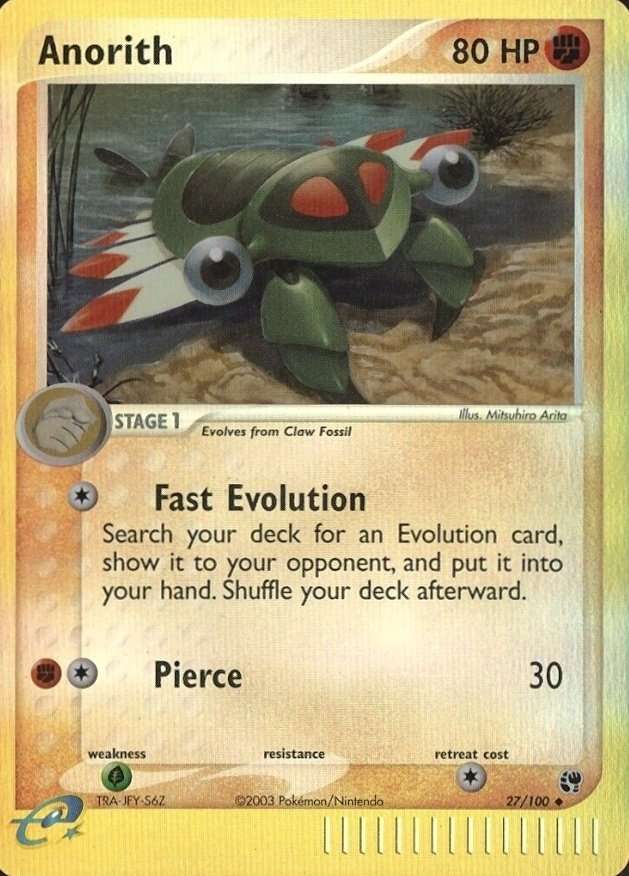 Anorith
80 HP
STAGE 1
Illus. Mitsuhiro Arita
Evolves from Claw Fossil
Fast Evolution
Search your deck for an Evolution card,
show it to your opponent, and put it into
your hand. Shuffle your deck afterward.
Pierce 30
weakness resistance retreat cost
TRA-JFY-S6Z ©2003 Pokémon/Nintendo 27/100
e